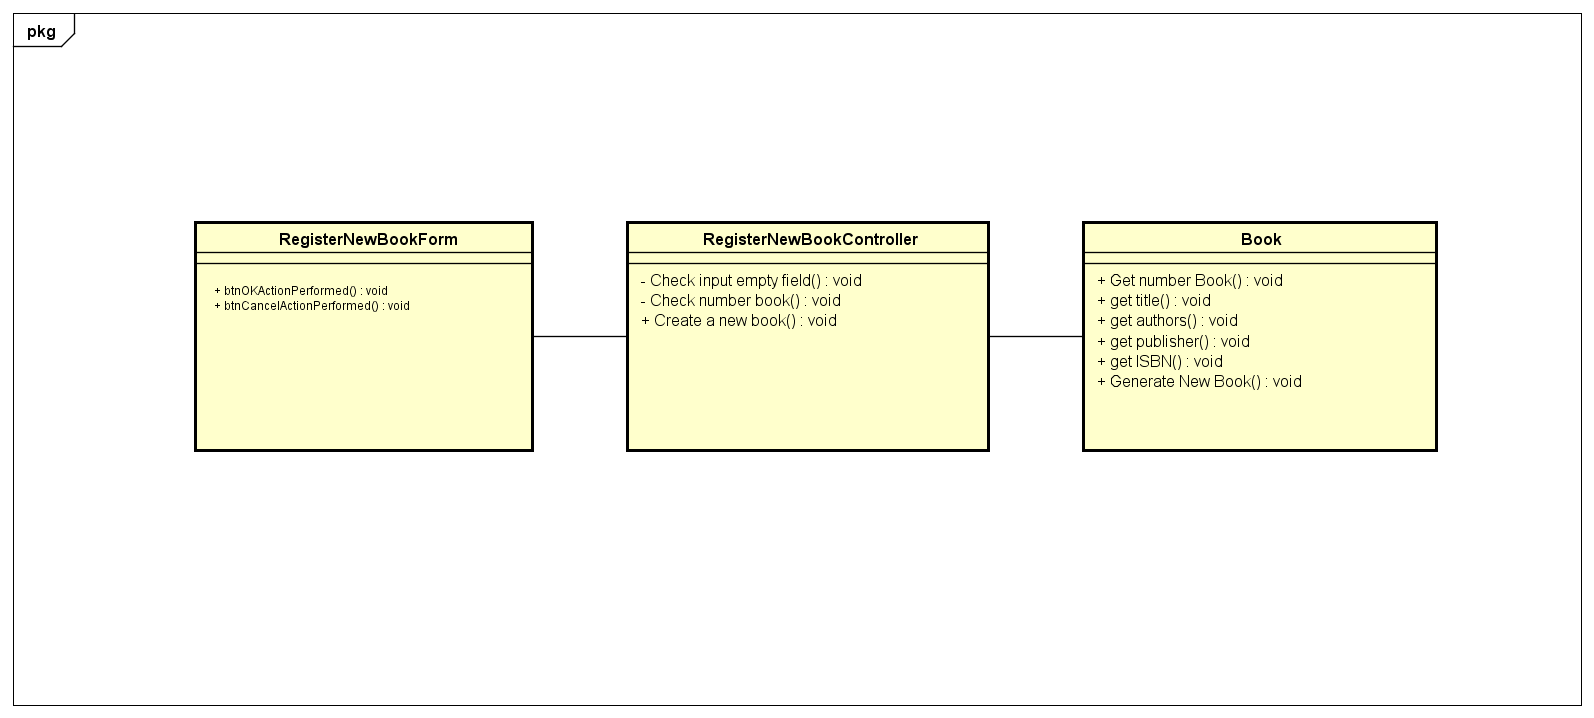 pkg
RegisterNewBookForm
+ btnOKActionPerformed() : void
+ btnCancelActionPerformed() : void
RegisterNewBookController
- Check input empty field() : void
- Check number book() : void
+ Create a new book() : void
Book
+ Get number Book() : void
+ get title() : void
+ get authors() : void
+ get publisher() : void
+ get ISBN() : void
+ Generate New Book() : void